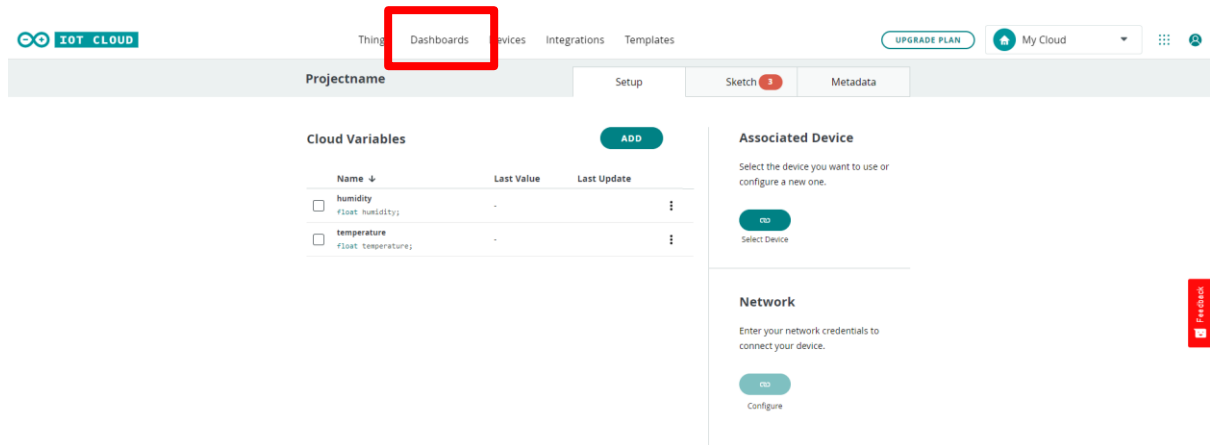 IOT CLOUD
Thing Dashboards evices Integrations Templates
UPGRADE PLAN
My Cloud
Projectname
Setup
Sketch 3
Metadata
Cloud Variables
ADD
Name ↓ Last Value Last Update
humidity
float humidity;
-
temperature
float temperature;
-
Associated Device
Select the device you want to use or
configure a new one.
Select Device
Network
Enter your network credentials to
connect your device.
Configure
Feedback